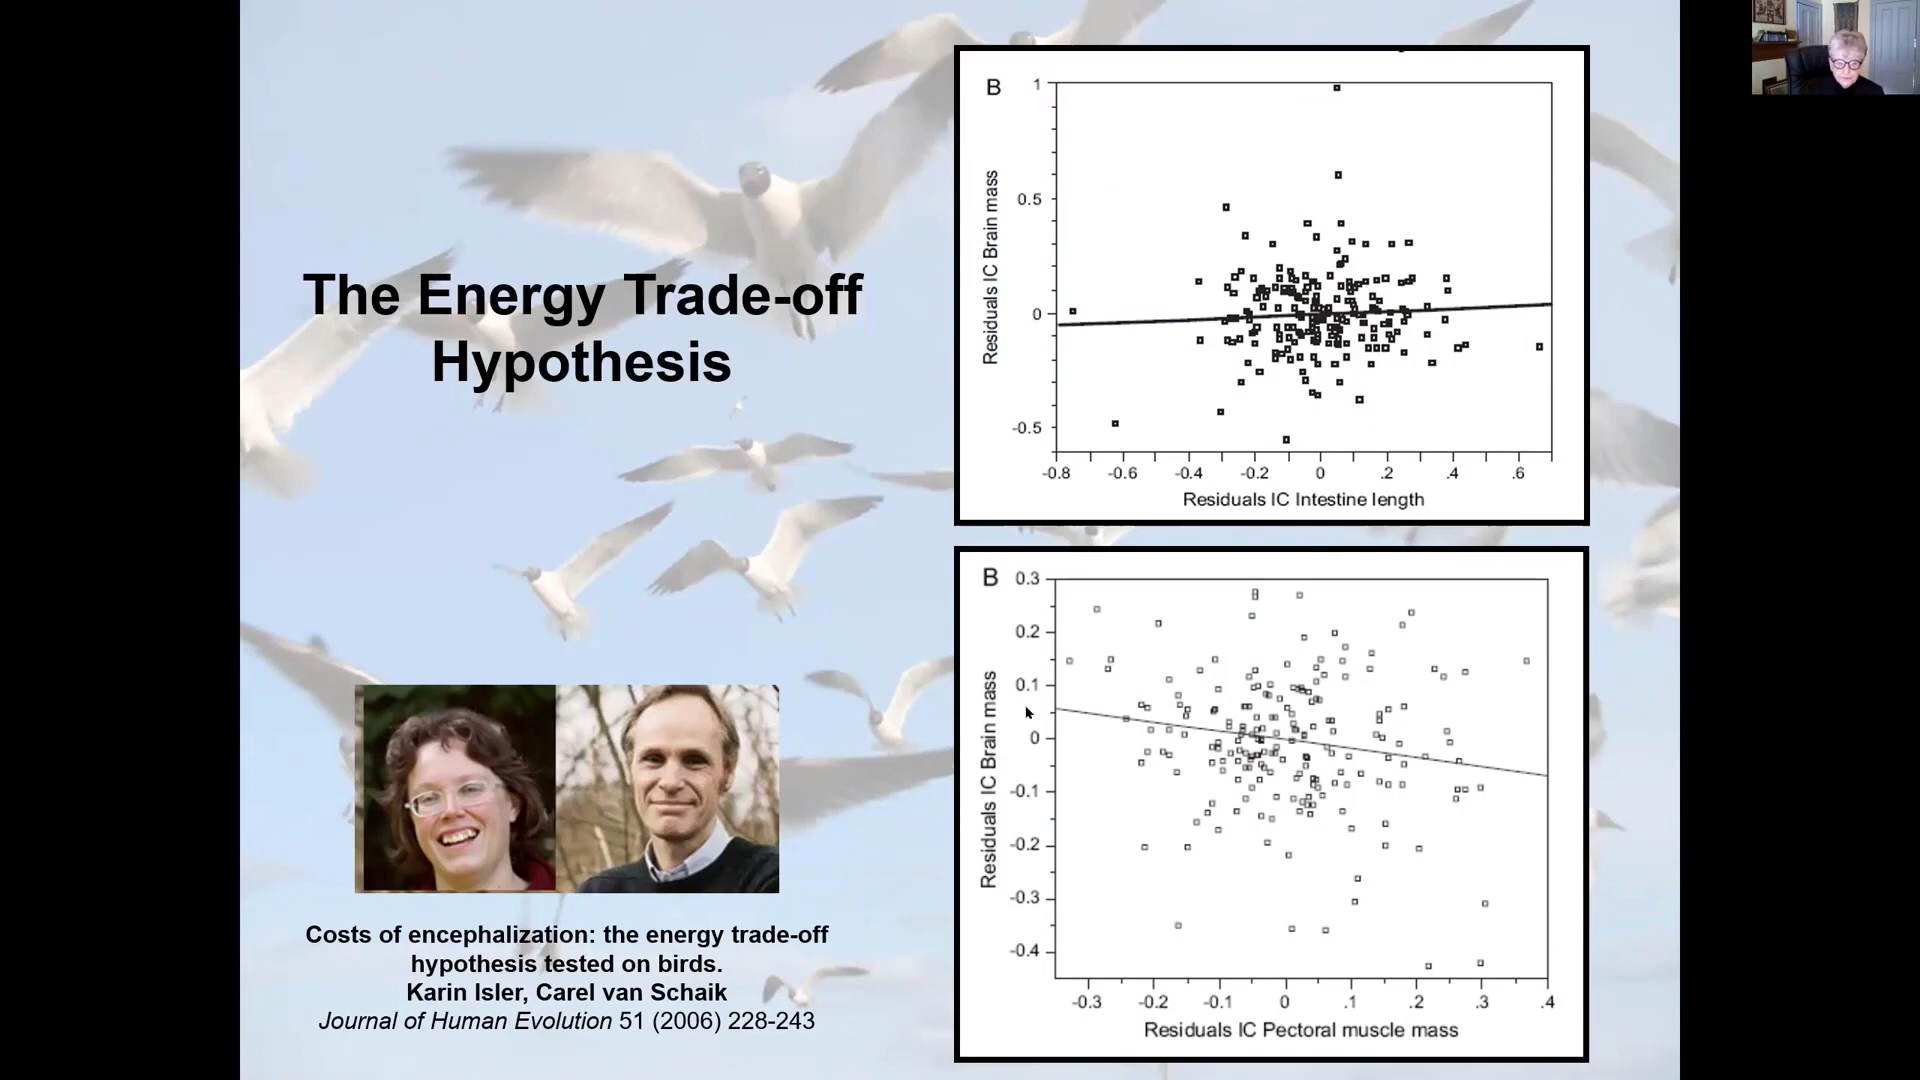 The Energy Trade-off
Hypothesis
Costs of encephalization: the energy trade-off
hypothesis tested on birds.
Karin Isler, Carel van Schaik
Journal of Human Evolution 51 (2006) 228-243
B
1
0.5
0
-0.5
Residuals IC Brain mass
-0.8 -0.6 -0.4 -0.2 0 .2 .4 .6
Residuals IC Intestine length
B
0.3
0.2
0.1
0
-0.1
-0.2
-0.3
-0.4
Residuals IC Brain mass
-0.3 -0.2 -0.1 0 .1 .2 .3 .4
Residuals IC Pectoral muscle mass